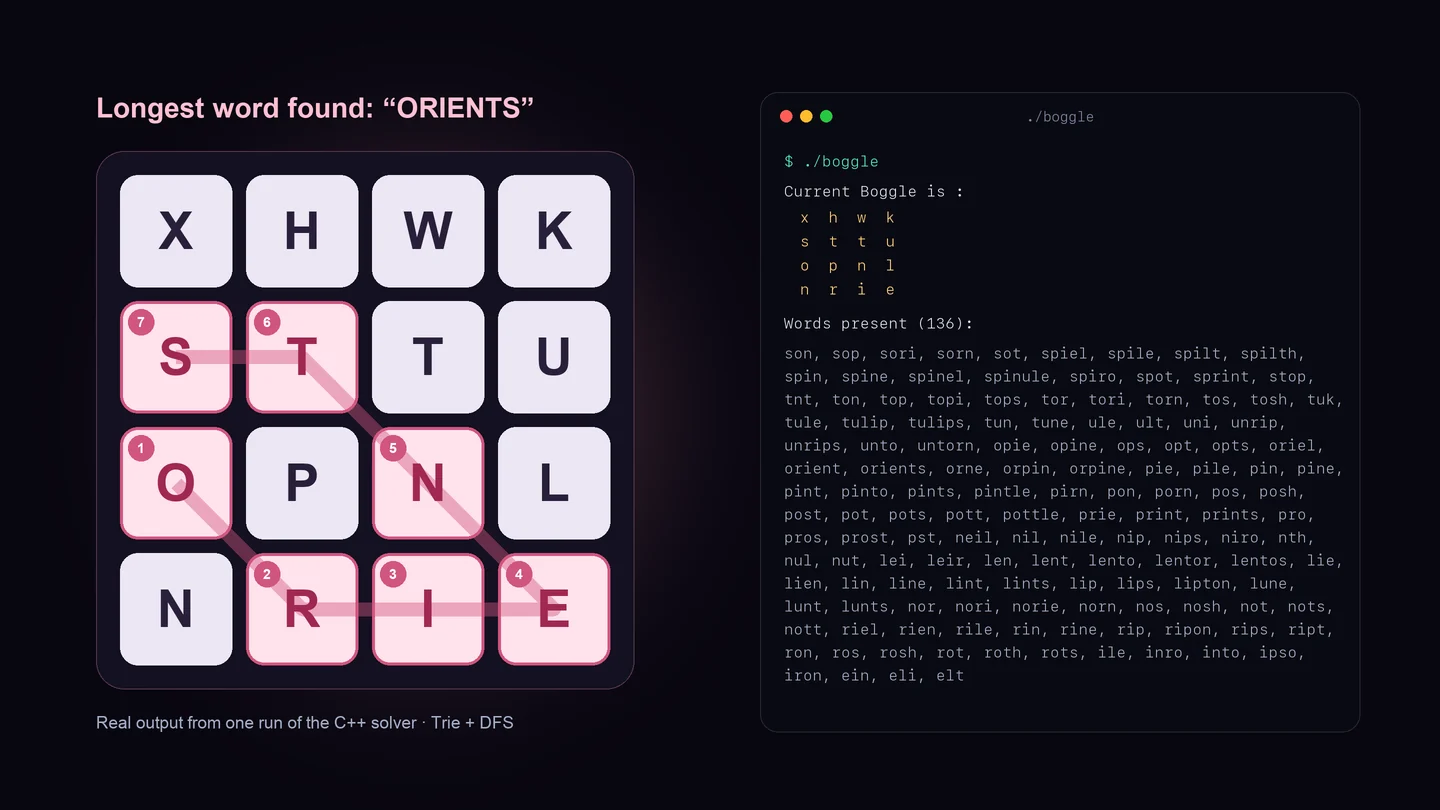 Longest word found: “ORIENTS”
X H W K
7 6
S T T U
1 5
O P N L
2 3 4
N R I E
Real output from one run of the C++ solver · Trie + DFS
./boggle
$ ./boggle
Current Boggle is :
x h w k
s t t u
o p n l
n r i e
Words present (136):
son, sop, sori, sorn, sot, spiel, spile, spilt, spilth,
spin, spine, spinel, spinule, spiro, spot, sprint, stop,
tnt, ton, top, topi, tops, tor, tori, torn, tos, tosh, tuk,
tule, tulip, tulips, tun, tune, ule, ult, uni, unrip,
unrips, unto, untorn, opie, opine, ops, opt, opts, oriel,
orient, orients, orne, orpin, orpine, pie, pile, pin, pine,
pint, pinto, pints, pintle, pirn, pon, porn, pos, posh,
post, pot, pots, pott, pottle, prie, print, prints, pro,
pros, prost, pst, neil, nil, nile, nip, nips, niro, nth,
nul, nut, lei, leir, len, lent, lento, lentor, lentos, lie,
lien, lin, line, lint, lints, lip, lips, lipton, lune,
lunt, lunts, nor, nori, norie, norn, nos, nosh, not, nots,
nott, riel, rien, rile, rin, rine, rip, ripon, rips, ript,
ron, ros, rosh, rot, roth, rots, ile, inro, into, ipso,
iron, ein, eli, elt